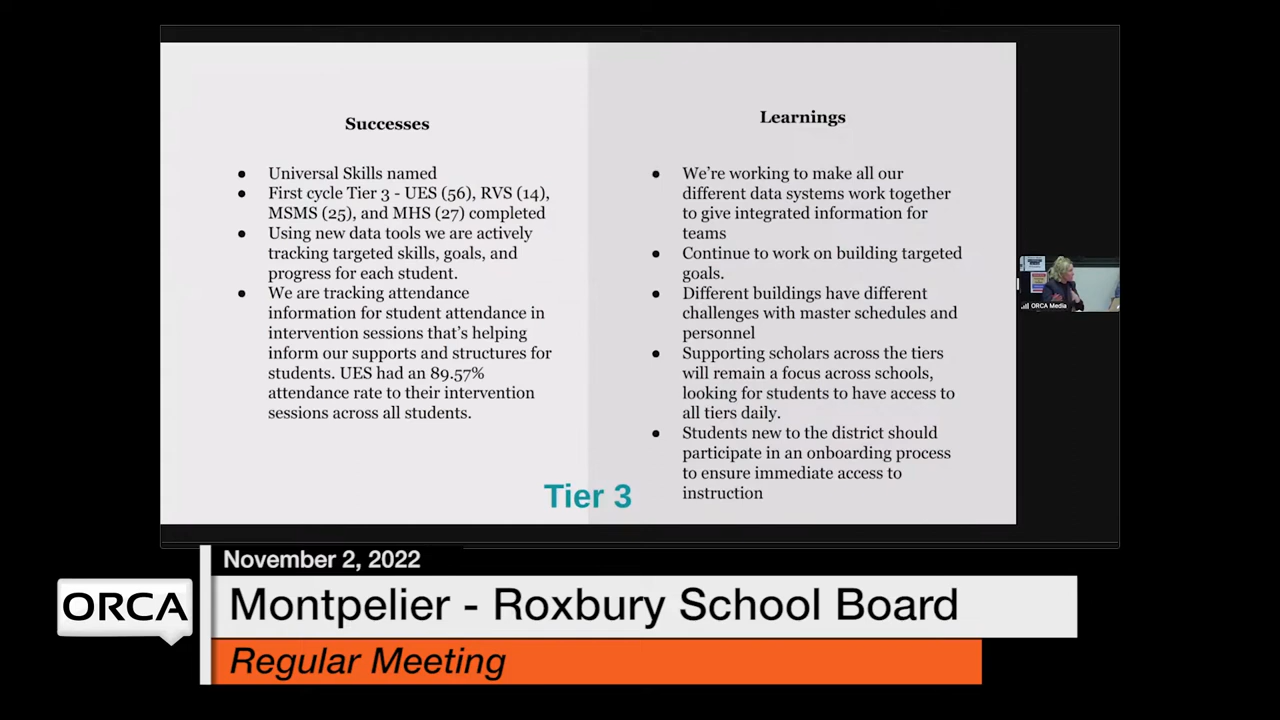 Successes
● Universal Skills named
● First cycle Tier 3 - UES (56), RVS (14),
MSMS (25), and MHS (27) completed
● Using new data tools we are actively
tracking targeted skills, goals, and
progress for each student.
● We are tracking attendance
information for student attendance in
intervention sessions that's helping
inform our supports and structures for
students. UES had an 89.57%
attendance rate to their intervention
sessions across all students.
Learnings
● We're working to make all our
different data systems work together
to give integrated information for
teams
● Continue to work on building targeted
goals.
● Different buildings have different
challenges with master schedules and
personnel
● Supporting scholars across the tiers
will remain a focus across schools,
looking for students to have access to
all tiers daily.
● Students new to the district should
participate in an onboarding process
to ensure immediate access to
instruction
Tier 3
ORCA Media
November 2, 2022
ORCA
Montpelier - Roxbury School Board
Regular Meeting